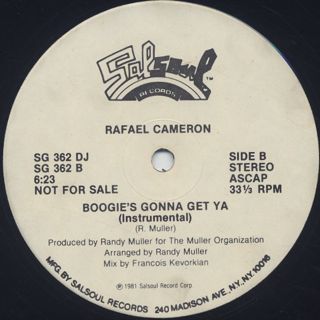 Salsoul
RECORDS
RAFAEL CAMERON
SG 362 DJ
SG 362 B
6:23
NOT FOR SALE
SIDE B
STEREO
ASCAP
33⅓ RPM
BOOGIE'S GONNA GET YA
(Instrumental)
(R. Muller)
Produced by Randy Muller for The Muller Organization
Arranged by Randy Muller
Mix by Francois Kevorkian
℗ 1981 Salsoul Record Corp.
MFG. BY SALSOUL RECORDS 240 MADISON AVE., N.Y., N.Y. 10016